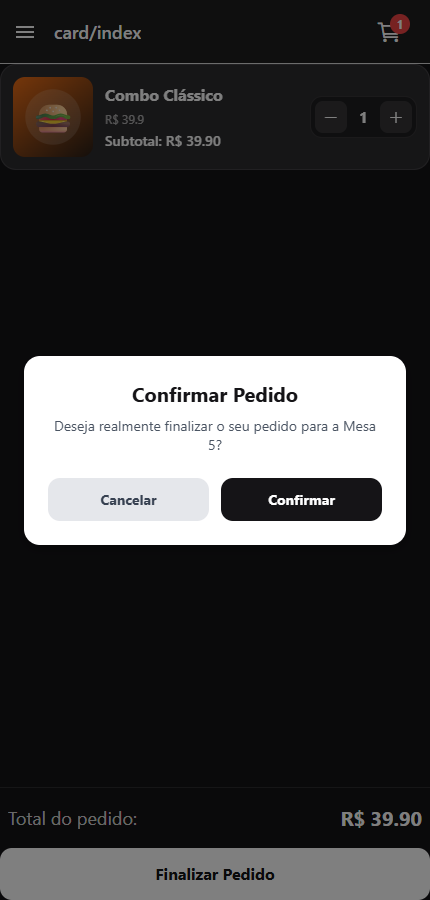 card/index
1
Combo Clássico
R$ 39.9
Subtotal: R$ 39.90
1
Confirmar Pedido
Deseja realmente finalizar o seu pedido para a Mesa
5?
Cancelar
Confirmar
Total do pedido:
R$ 39.90
Finalizar Pedido